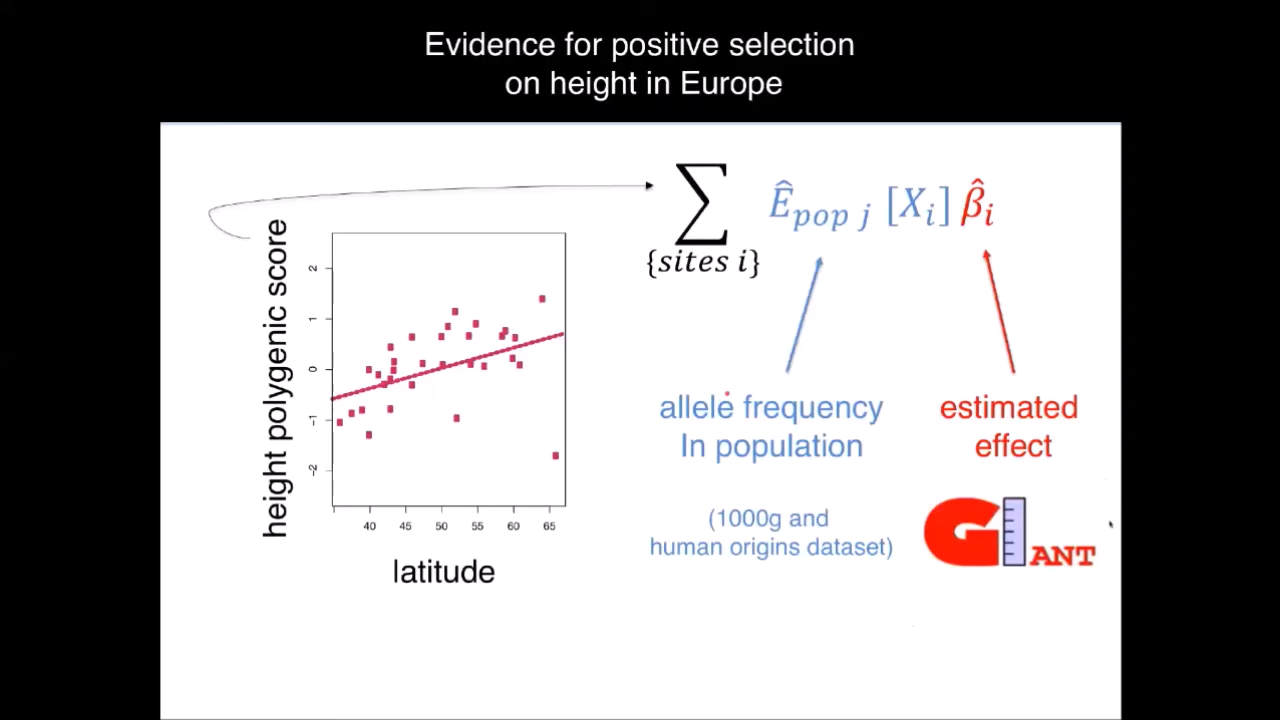 Evidence for positive selection
on height in Europe
∑ Ê_{pop j} [X_i] β̂_i
{sites i}
height polygenic score
2
1
0
-1
-2
40 45 50 55 60 65
latitude
allele frequency
In population
(1000g and
human origins dataset)
estimated
effect
GIANT